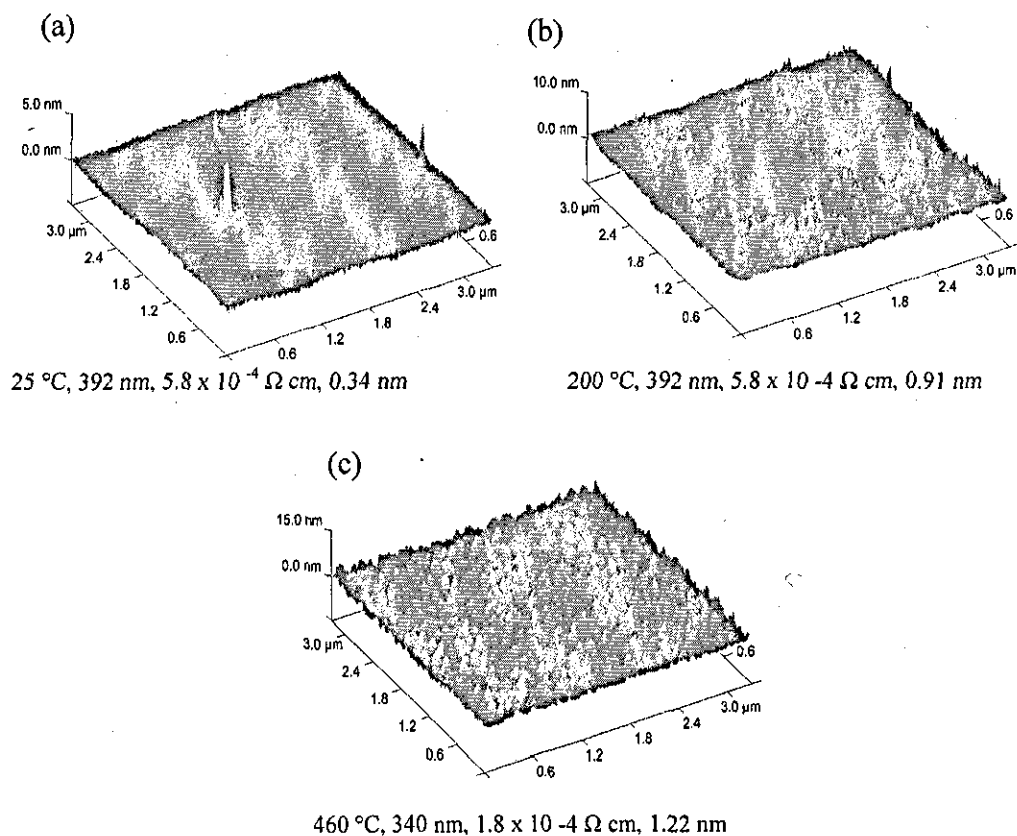 (a)
5.0 nm
0.0 nm
3.0 µm
2.4
1.8
1.2
0.6
0.6
1.2
1.8
2.4
3.0 µm
0.6
25 °C, 392 nm, 5.8 x 10 -4 Ω cm, 0.34 nm
(b)
10.0 nm
0.0 nm
3.0 µm
2.4
1.8
1.2
0.6
0.6
1.2
1.8
2.4
3.0 µm
0.6
200 °C, 392 nm, 5.8 x 10 -4 Ω cm, 0.91 nm
(c)
15.0 nm
0.0 nm
3.0 µm
2.4
1.8
1.2
0.6
0.6
1.2
1.8
2.4
3.0 µm
0.6
460 °C, 340 nm, 1.8 x 10 -4 Ω cm, 1.22 nm